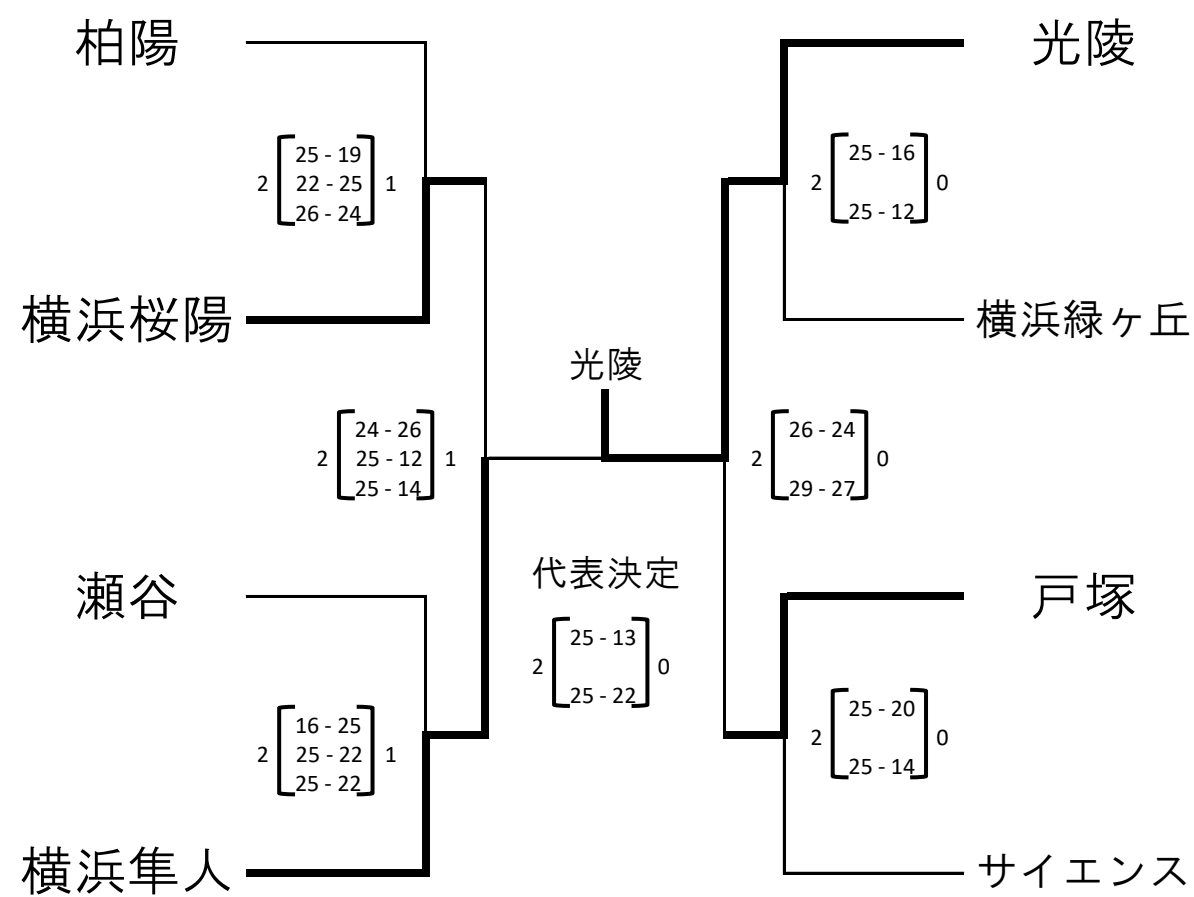 柏陽
光陵
2 25 - 19 1
22 - 25
26 - 24
2 25 - 16 0
25 - 12
横浜桜陽
横浜緑ヶ丘
光陵
2 24 - 26 1
25 - 12
25 - 14
2 26 - 24 0
29 - 27
瀬谷
代表決定
戸塚
2 25 - 13 0
25 - 22
2 16 - 25 1
25 - 22
25 - 22
2 25 - 20 0
25 - 14
横浜隼人
サイエンス